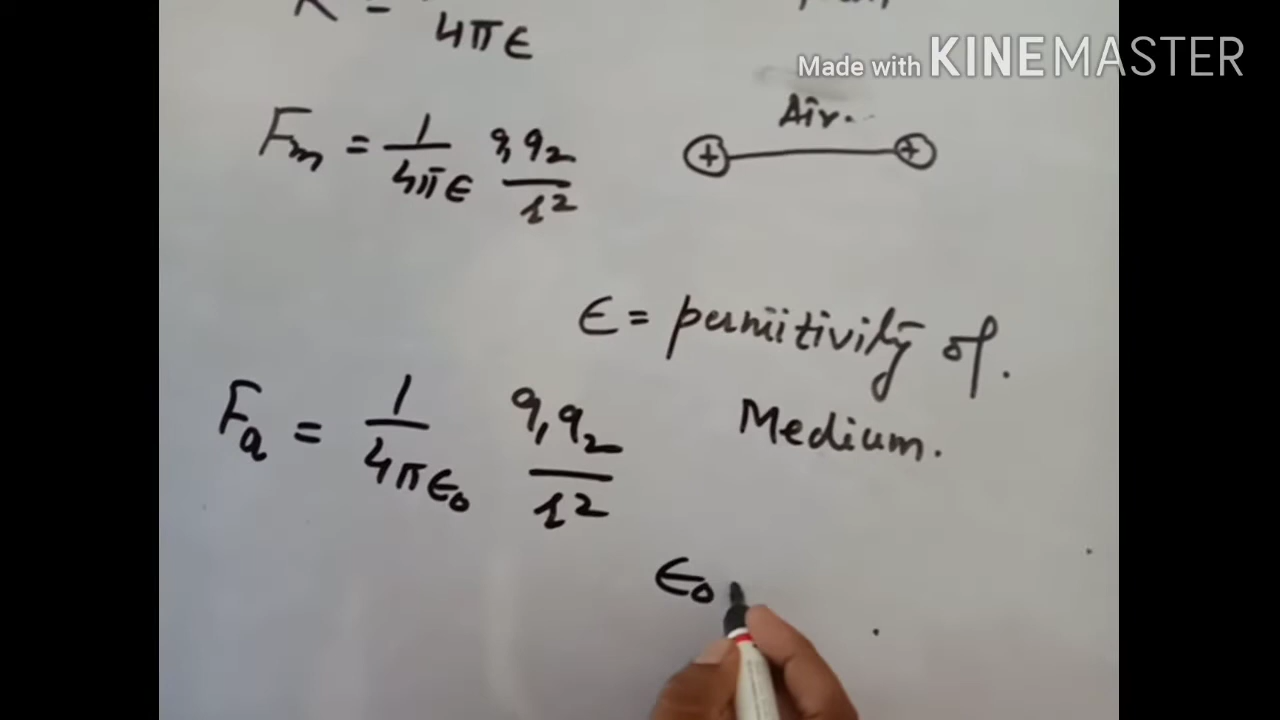 K =
4πϵ
Made with KINEMASTER
Air.
+ +
Fm = 1/4πϵ q1q2/r²
ϵ = permitivity of.
Medium.
Fa = 1/4πϵ₀ q1q2/r²
ϵ₀